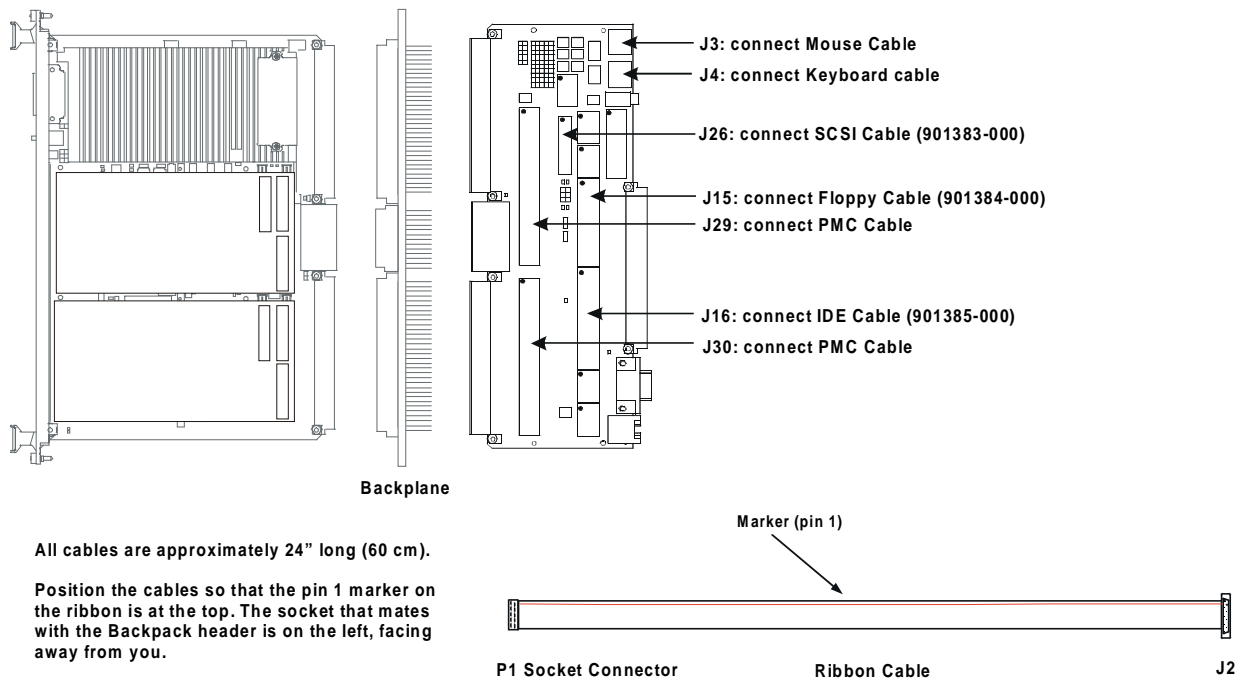 J3: connect Mouse Cable
J4: connect Keyboard cable
J26: connect SCSI Cable (901383-000)
J15: connect Floppy Cable (901384-000)
J29: connect PMC Cable
J16: connect IDE Cable (901385-000)
J30: connect PMC Cable
Backplane
All cables are approximately 24” long (60 cm).
Position the cables so that the pin 1 marker on
the ribbon is at the top. The socket that mates
with the Backpack header is on the left, facing
away from you.
Marker (pin 1)
P1 Socket Connector
Ribbon Cable
J2